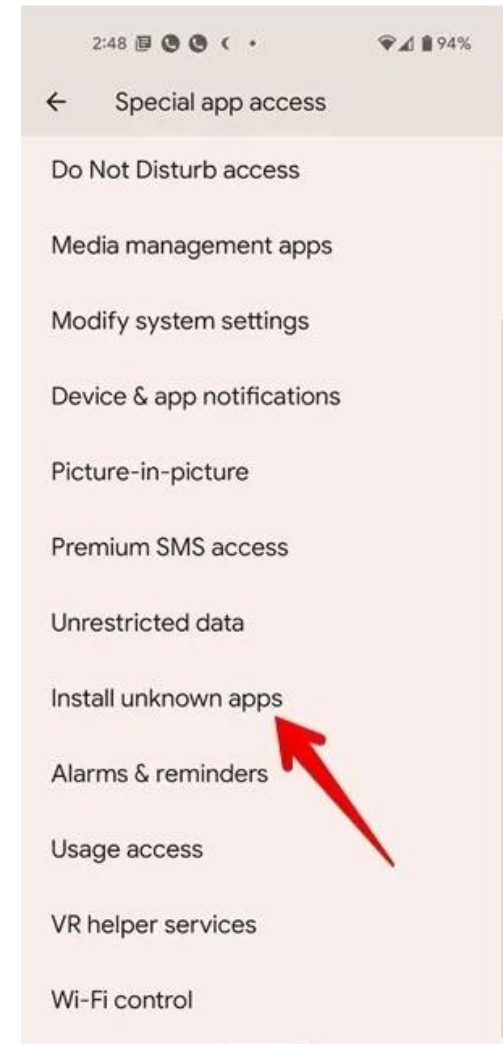 2:48 94%
Special app access
Do Not Disturb access
Media management apps
Modify system settings
Device & app notifications
Picture-in-picture
Premium SMS access
Unrestricted data
Install unknown apps
Alarms & reminders
Usage access
VR helper services
Wi-Fi control